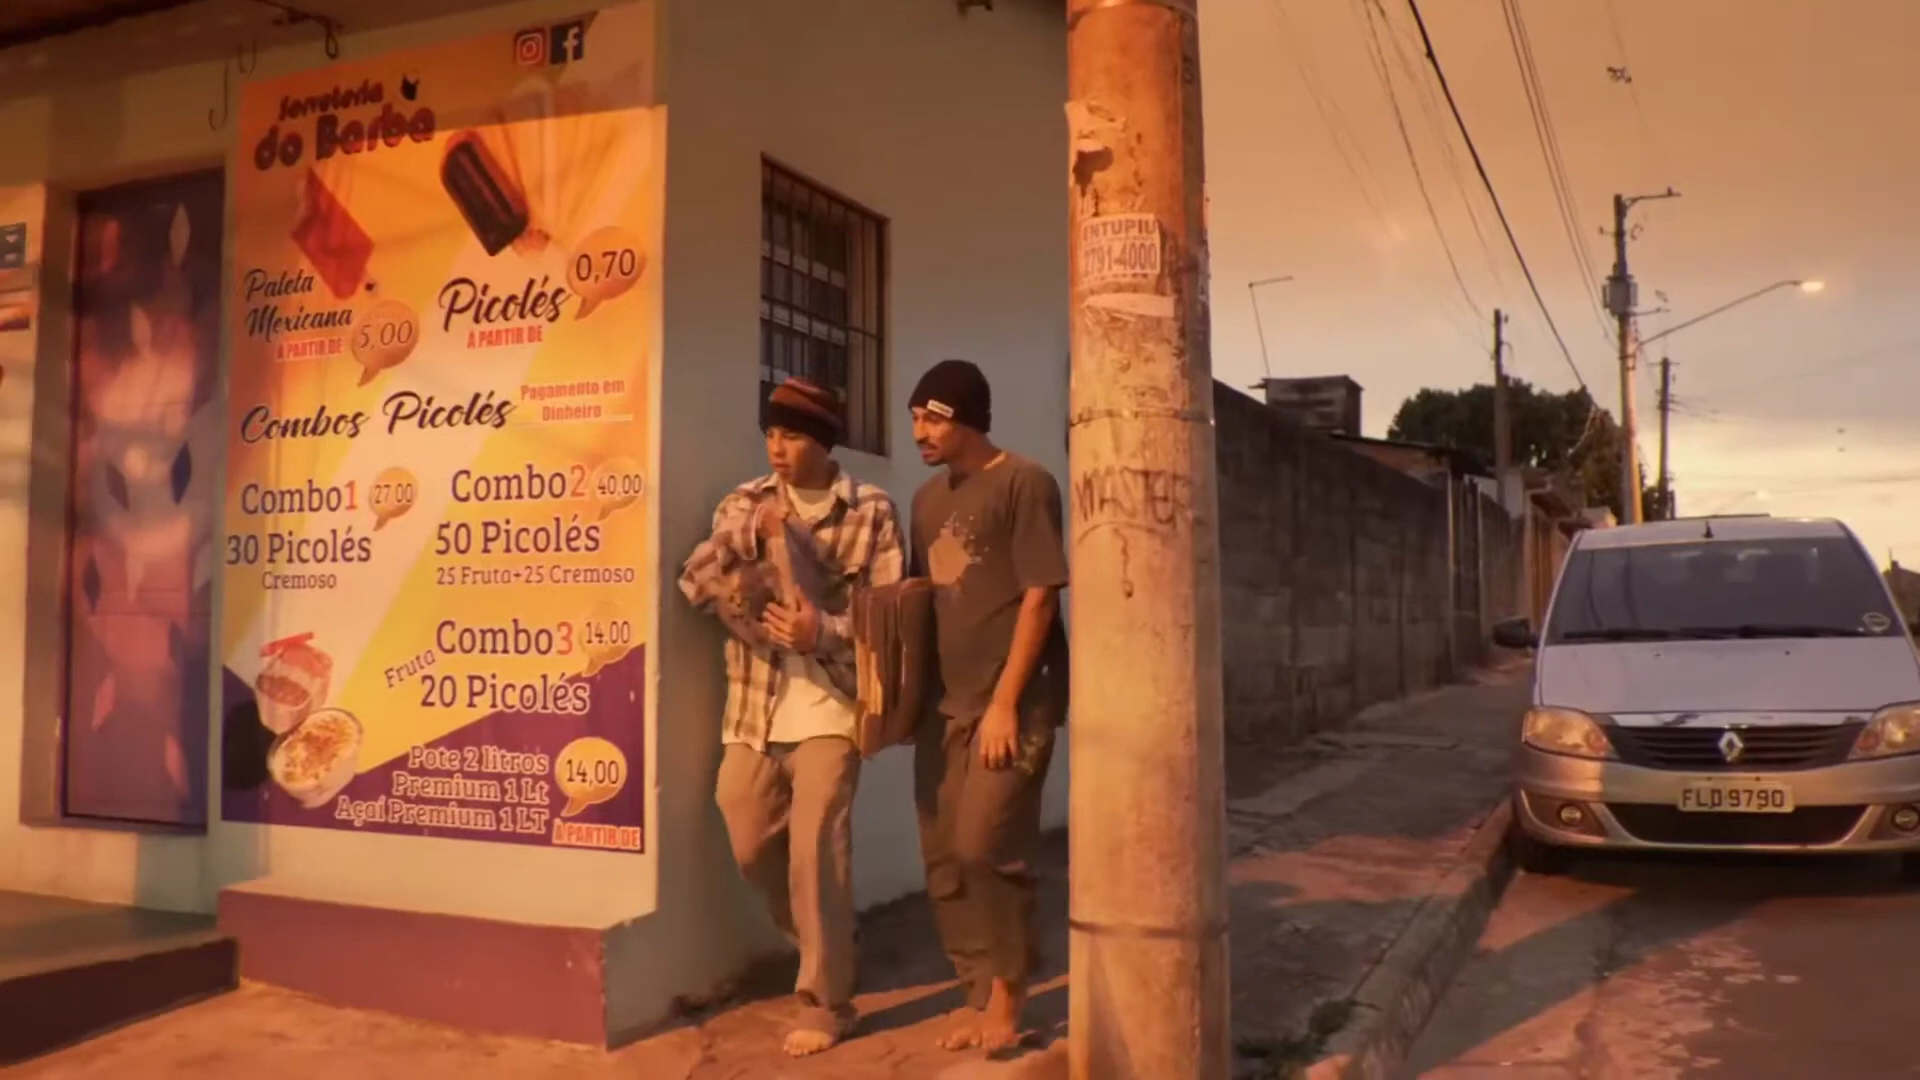 Sorveteria
do Barba
Paleta
Mexicana
À PARTIR DE
5,00
Picolés
À PARTIR DE
0,70
Combos Picolés
Pagamento em
Dinheiro
Combo1 27,00
30 Picolés
Cremoso
Combo2 40,00
50 Picolés
25 Fruta+25 Cremoso
Combo3 14,00
Fruta
20 Picolés
Pote 2 litros
Premium 1 Lt
Açaí Premium 1 LT
14,00
À PARTIR DE
ENTUPIU
2791-4000
MASTER
FLD 9790